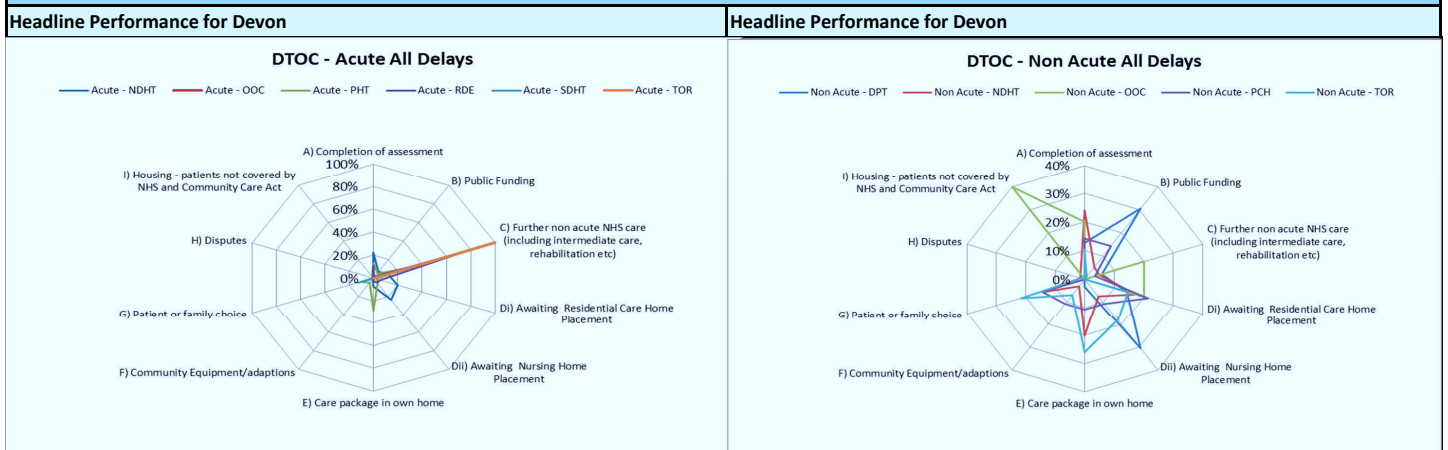 Headline Performance for Devon
DTOC - Acute All Delays
Acute - NDHT Acute - OOC Acute - PHT Acute - RDE Acute - SDHT Acute - TOR
A) Completion of assessment
100%
80%
60%
40%
20%
0%
B) Public Funding
C) Further non acute NHS care
(including intermediate care,
rehabilitation etc)
Di) Awaiting Residential Care Home
Placement
Dii) Awaiting Nursing Home
Placement
E) Care package in own home
F) Community Equipment/adaptions
G) Patient or family choice
H) Disputes
I) Housing - patients not covered by
NHS and Community Care Act
Headline Performance for Devon
DTOC - Non Acute All Delays
Non Acute - DPT Non Acute - NDHT Non Acute - OOC Non Acute - PCH Non Acute - TOR
A) Completion of assessment
40%
30%
20%
10%
0%
B) Public Funding
C) Further non acute NHS care
(including intermediate care,
rehabilitation etc)
Di) Awaiting Residential Care Home
Placement
Dii) Awaiting Nursing Home
Placement
E) Care package in own home
F) Community Equipment/adaptions
G) Patient or family choice
H) Disputes
I) Housing - patients not covered by
NHS and Community Care Act